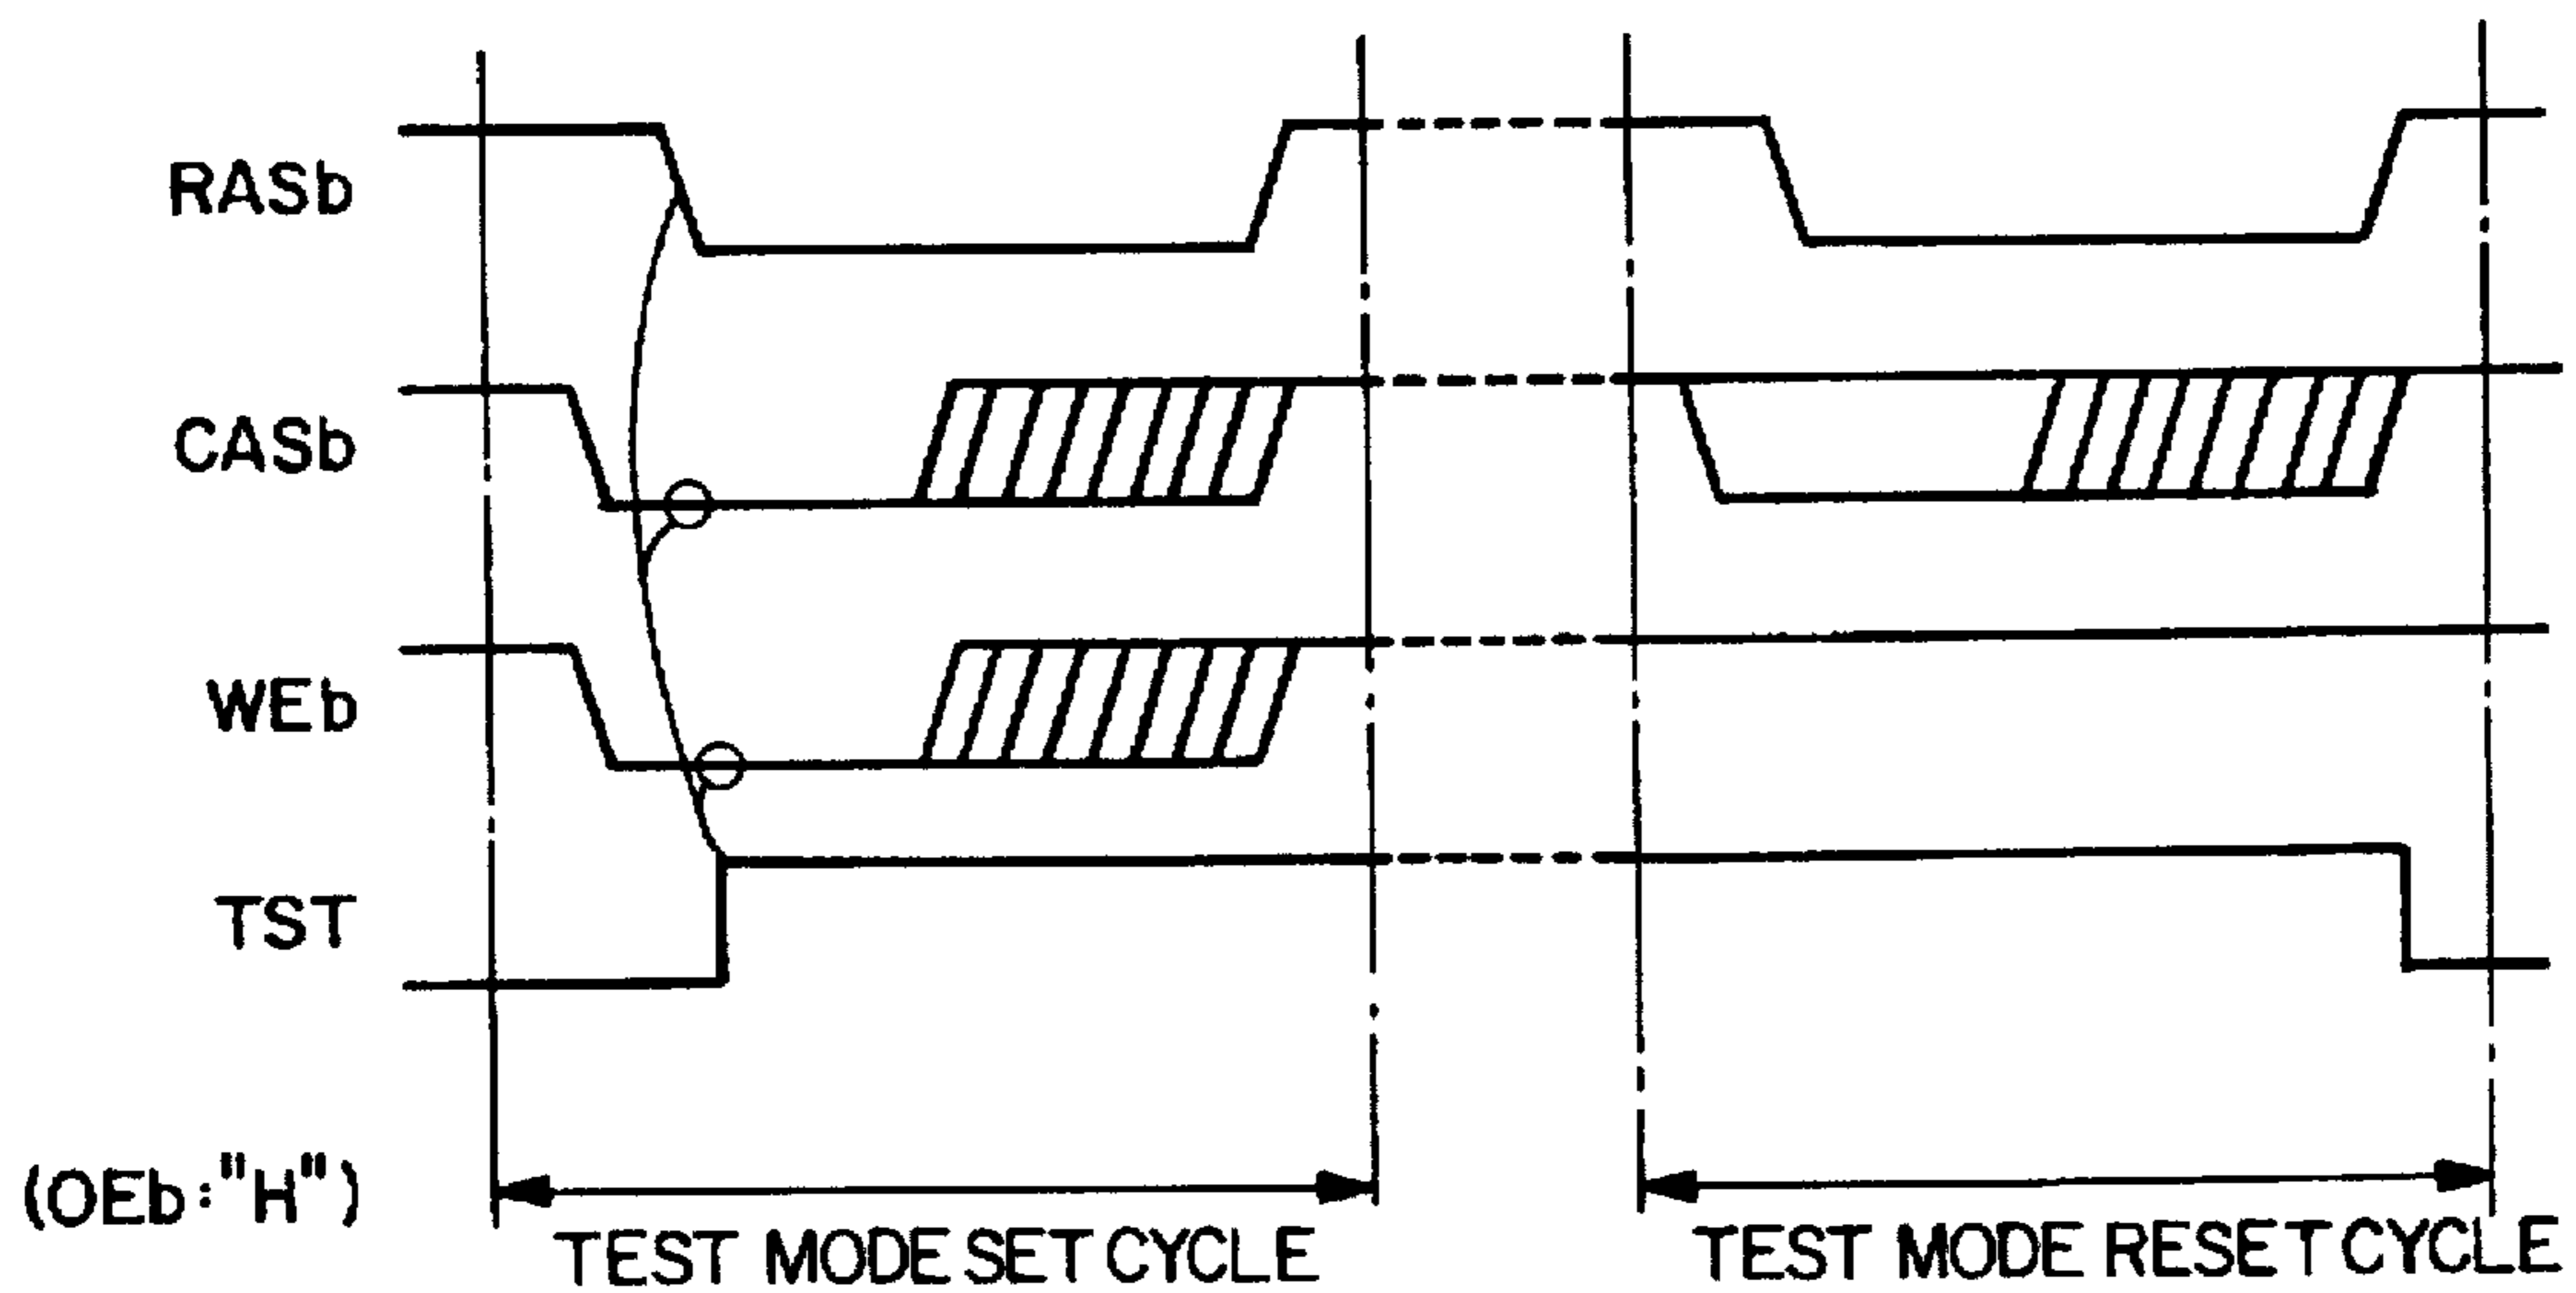 RASb
CASb
WEb
TST
(OEb:"H")
TEST MODE SET CYCLE
TEST MODE RESET CYCLE